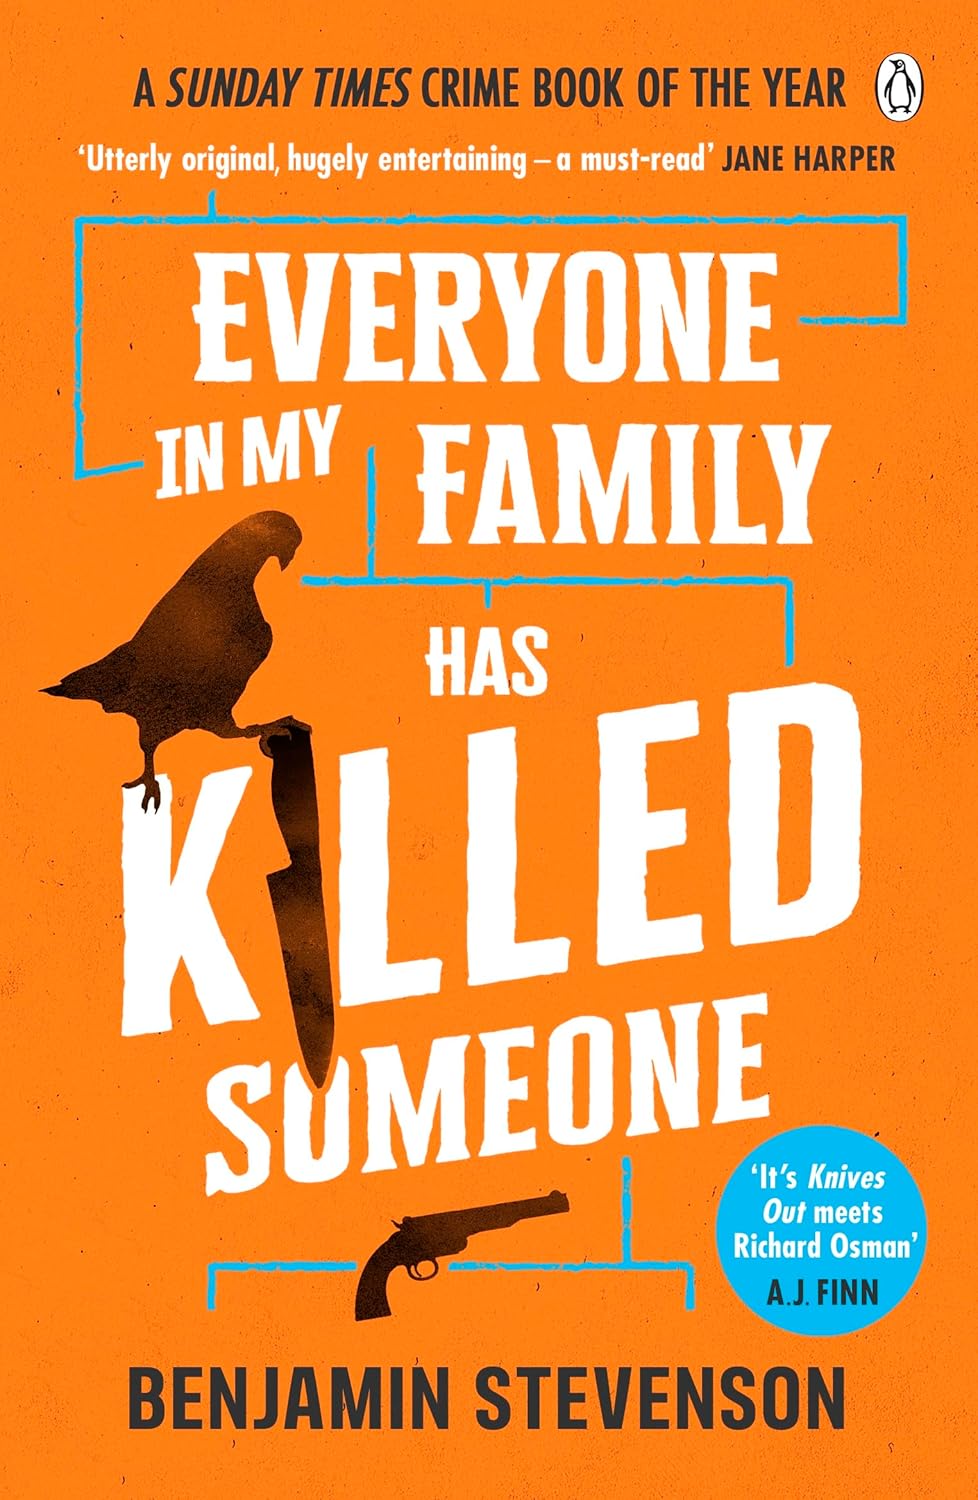 A SUNDAY TIMES CRIME BOOK OF THE YEAR
‘Utterly original, hugely entertaining – a must-read’ JANE HARPER
EVERYONE
IN MY FAMILY
HAS
KILLED
SOMEONE
‘It’s Knives
Out meets
Richard Osman’
A.J. FINN
BENJAMIN STEVENSON